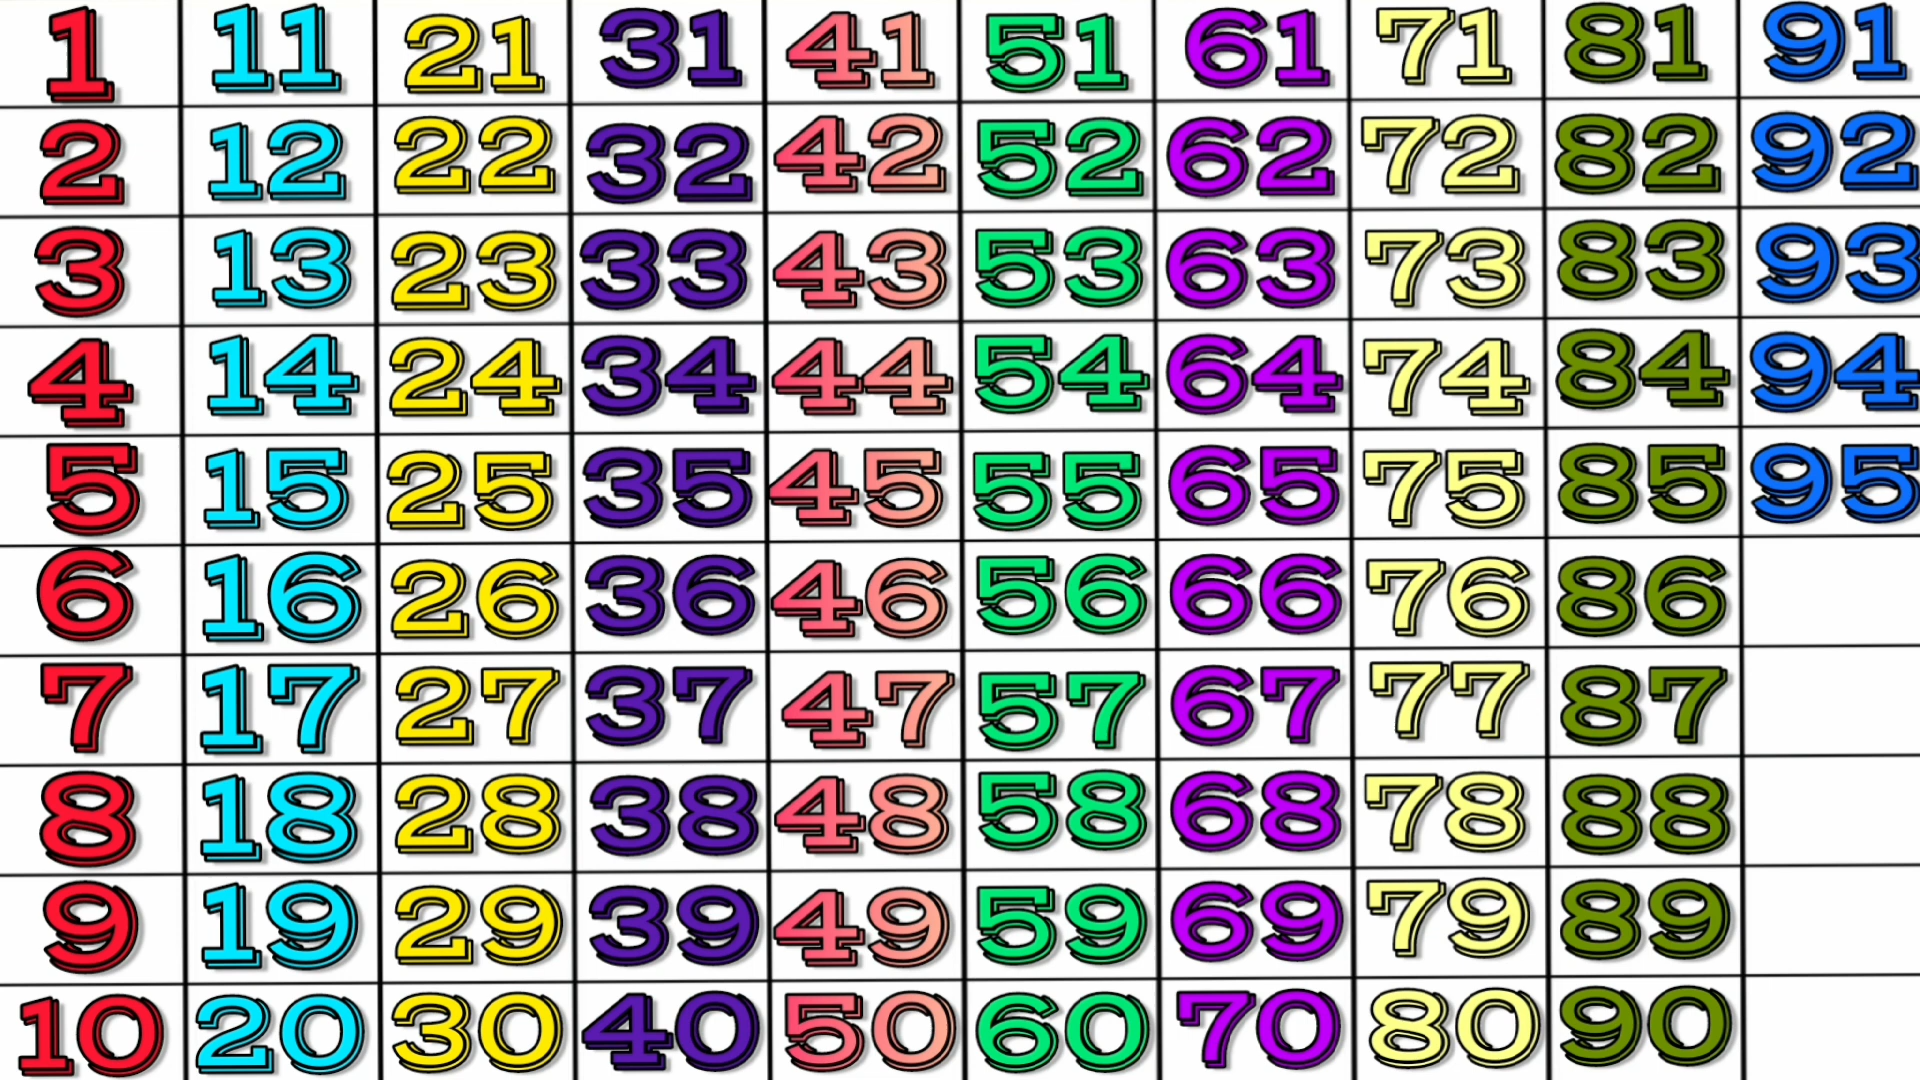 1 11 21 31 41 51 61 71 81 91
2 12 22 32 42 52 62 72 82 92
3 13 23 33 43 53 63 73 83 93
4 14 24 34 44 54 64 74 84 94
5 15 25 35 45 55 65 75 85 95
6 16 26 36 46 56 66 76 86
7 17 27 37 47 57 67 77 87
8 18 28 38 48 58 68 78 88
9 19 29 39 49 59 69 79 89
10 20 30 40 50 60 70 80 90